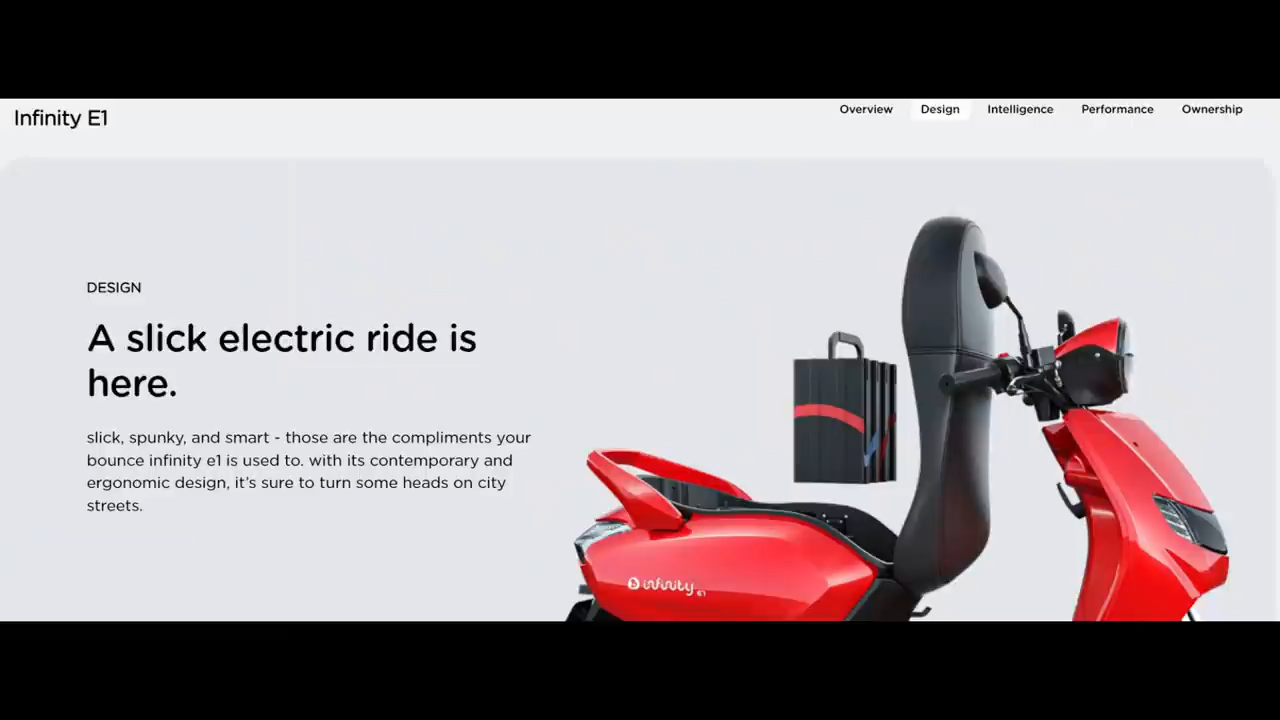 Infinity E1
Overview
Design
Intelligence
Performance
Ownership
DESIGN
A slick electric ride is
here.
slick, spunky, and smart - those are the compliments your
bounce infinity e1 is used to. with its contemporary and
ergonomic design, it's sure to turn some heads on city
streets.
infinity E1